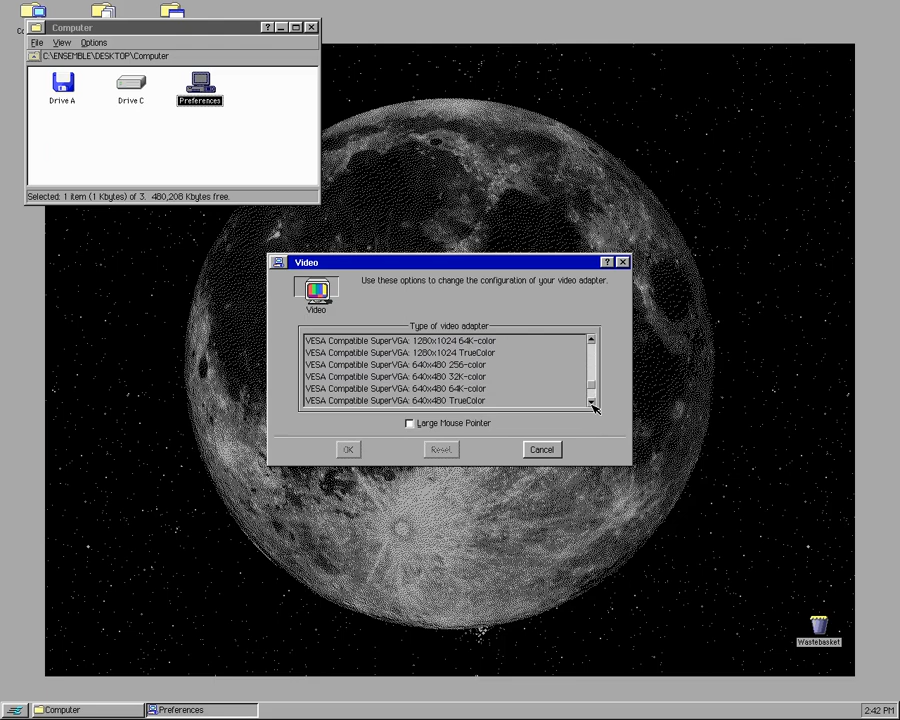 Computer
File View Options
C:\ENSEMBLE\DESKTOP\Computer
Drive A Drive C Preferences
Selected: 1 item (1 Kbytes) of 3. 480,208 Kbytes free.
Video
Use these options to change the configuration of your video adapter.
Video
Type of video adapter
VESA Compatible SuperVGA: 1280x1024 64K-color
VESA Compatible SuperVGA: 1280x1024 TrueColor
VESA Compatible SuperVGA: 640x480 256-color
VESA Compatible SuperVGA: 640x480 32K-color
VESA Compatible SuperVGA: 640x480 64K-color
VESA Compatible SuperVGA: 640x480 TrueColor
Large Mouse Pointer
OK Reset Cancel
Wastebasket
Computer Preferences 2:42 PM